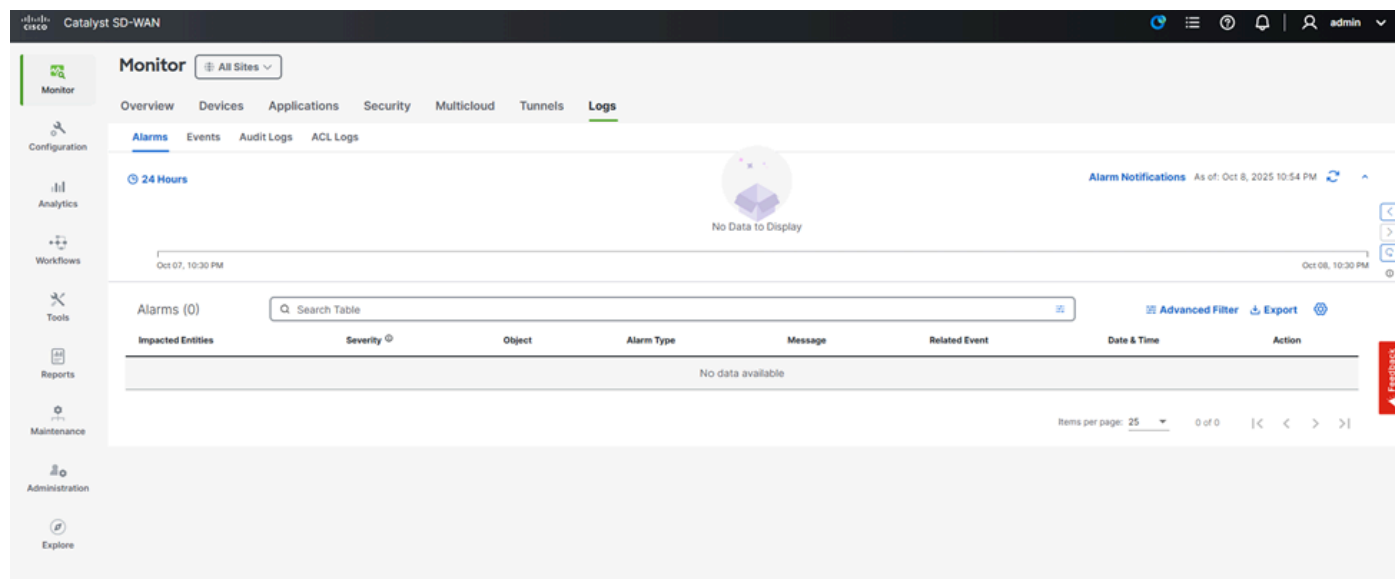 CISCO Catalyst SD-WAN admin
Monitor All Sites
Overview Devices Applications Security Multicloud Tunnels Logs
Alarms Events Audit Logs ACL Logs
24 Hours
Alarm Notifications As of: Oct 8, 2025 10:54 PM
No Data to Display
Oct 07, 10:30 PM Oct 08, 10:30 PM
Alarms (0) Search Table Advanced Filter Export
Impacted Entities Severity Object Alarm Type Message Related Event Date & Time Action
No data available
Items per page: 25 0 of 0
Monitor
Configuration
Analytics
Workflows
Tools
Reports
Maintenance
Administration
Explore
Feedback